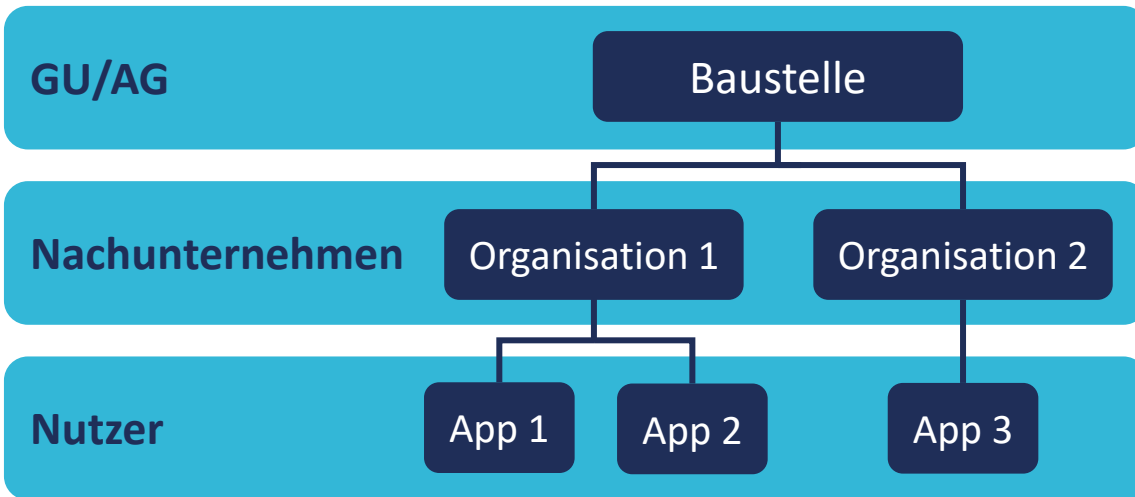 GU/AG
Baustelle
Nachunternehmen
Organisation 1
Organisation 2
Nutzer
App 1
App 2
App 3